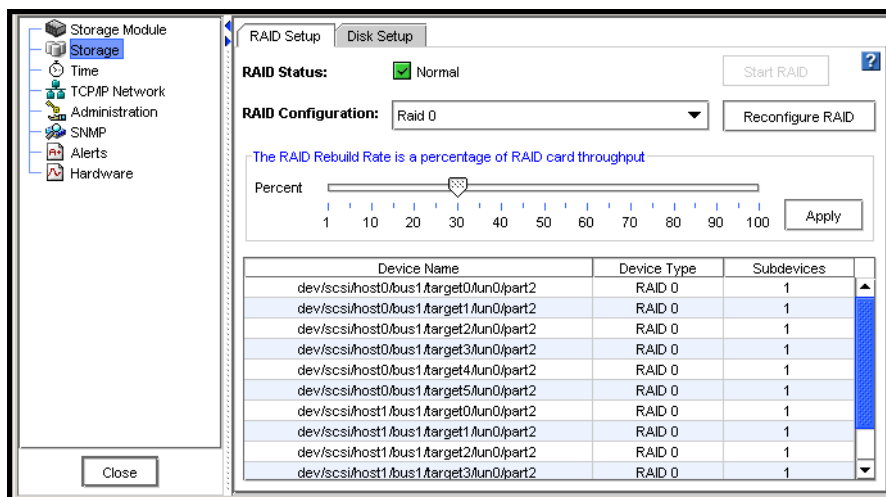 Storage Module
Storage
Time
TCP/IP Network
Administration
SNMP
Alerts
Hardware
Close
RAID Setup
Disk Setup
RAID Status:
Normal
Start RAID
?
RAID Configuration:
Raid 0
Reconfigure RAID
The RAID Rebuild Rate is a percentage of RAID card throughput
Percent
1 10 20 30 40 50 60 70 80 90 100
Apply
Device Name Device Type Subdevices
dev/scsi/host0/bus1/target0/lun0/part2 RAID 0 1
dev/scsi/host0/bus1/target1/lun0/part2 RAID 0 1
dev/scsi/host0/bus1/target2/lun0/part2 RAID 0 1
dev/scsi/host0/bus1/target3/lun0/part2 RAID 0 1
dev/scsi/host0/bus1/target4/lun0/part2 RAID 0 1
dev/scsi/host0/bus1/target5/lun0/part2 RAID 0 1
dev/scsi/host1/bus1/target0/lun0/part2 RAID 0 1
dev/scsi/host1/bus1/target1/lun0/part2 RAID 0 1
dev/scsi/host1/bus1/target2/lun0/part2 RAID 0 1
dev/scsi/host1/bus1/target3/lun0/part2 RAID 0 1